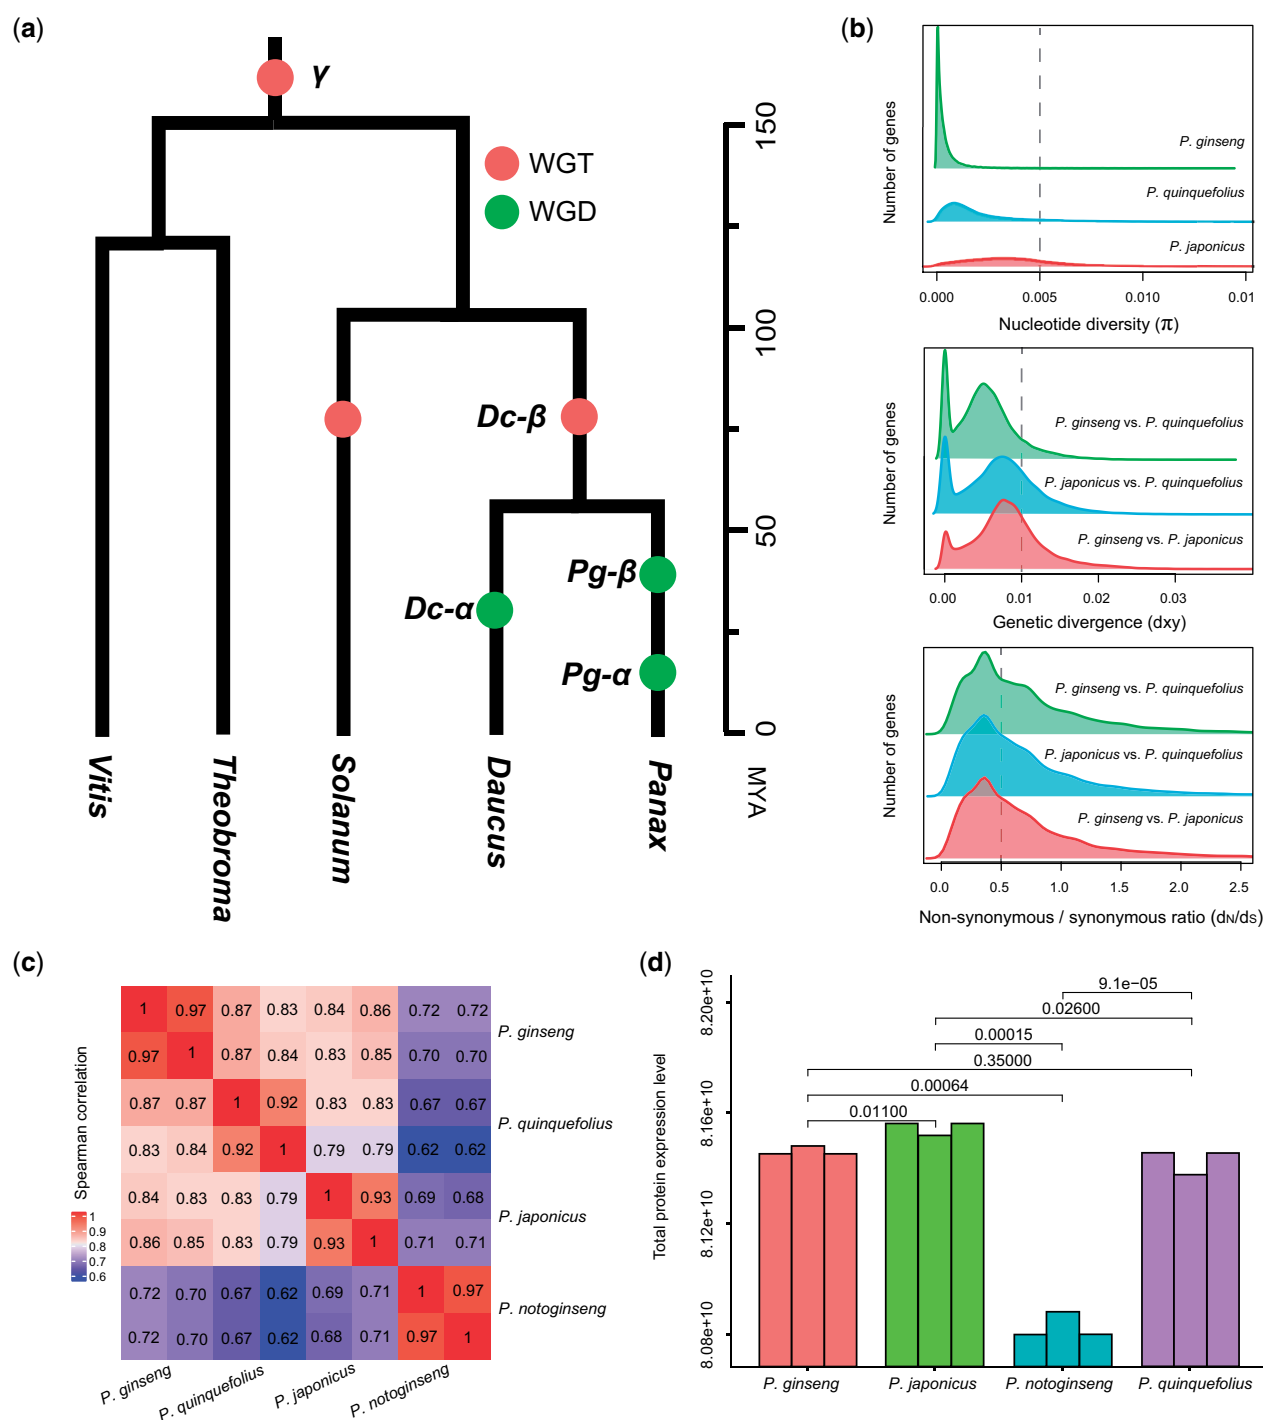 (a)
γ
WGT
WGD
Dc-β
Pg-β
Dc-α
Pg-α
150
100
50
0
MYA
Vitis
Theobroma
Solanum
Daucus
Panax
(b)
Number of genes
P. ginseng
P. quinquefolius
P. japonicus
0.000 0.005 0.010 0.01
Nucleotide diversity (π)
Number of genes
P. ginseng vs. P. quinquefolius
P. japonicus vs. P. quinquefolius
P. ginseng vs. P. japonicus
0.00 0.01 0.02 0.03
Genetic divergence (dxy)
Number of genes
P. ginseng vs. P. quinquefolius
P. japonicus vs. P. quinquefolius
P. ginseng vs. P. japonicus
0.0 0.5 1.0 1.5 2.0 2.5
Non-synonymous / synonymous ratio (dN/dS)
(c)
Spearman correlation
1
0.9
0.8
0.7
0.6
1 0.97 0.87 0.83 0.84 0.86 0.72 0.72
0.97 1 0.87 0.84 0.83 0.85 0.70 0.70
0.87 0.87 1 0.92 0.83 0.83 0.67 0.67
0.83 0.84 0.92 1 0.79 0.79 0.62 0.62
0.84 0.83 0.83 0.79 1 0.93 0.69 0.68
0.86 0.85 0.83 0.79 0.93 1 0.71 0.71
0.72 0.70 0.67 0.62 0.69 0.71 1 0.97
0.72 0.70 0.67 0.62 0.68 0.71 0.97 1
P. ginseng
P. quinquefolius
P. japonicus
P. notoginseng
P. ginseng
P. quinquefolius
P. japonicus
P. notoginseng
(d)
Total protein expression level
8.20e+10
8.16e+10
8.12e+10
8.08e+10
9.1e−05
0.02600
0.00015
0.35000
0.00064
0.01100
P. ginseng P. japonicus P. notoginseng P. quinquefolius